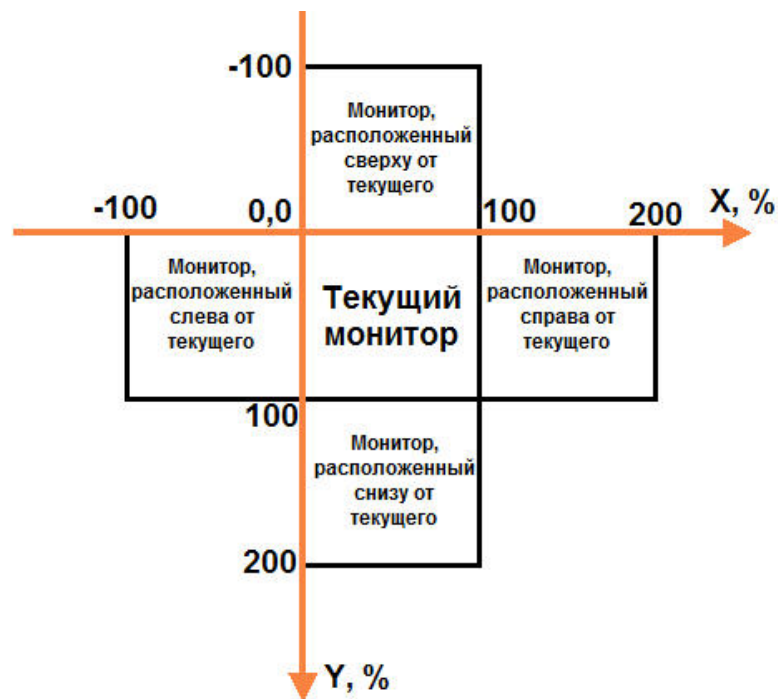 -100
Монитор,
расположенный
сверху от
текущего
-100
0,0
100
200
X, %
Монитор,
расположенный
слева от
текущего
Текущий
монитор
Монитор,
расположенный
справа от
текущего
100
Монитор,
расположенный
снизу от
текущего
200
Y, %